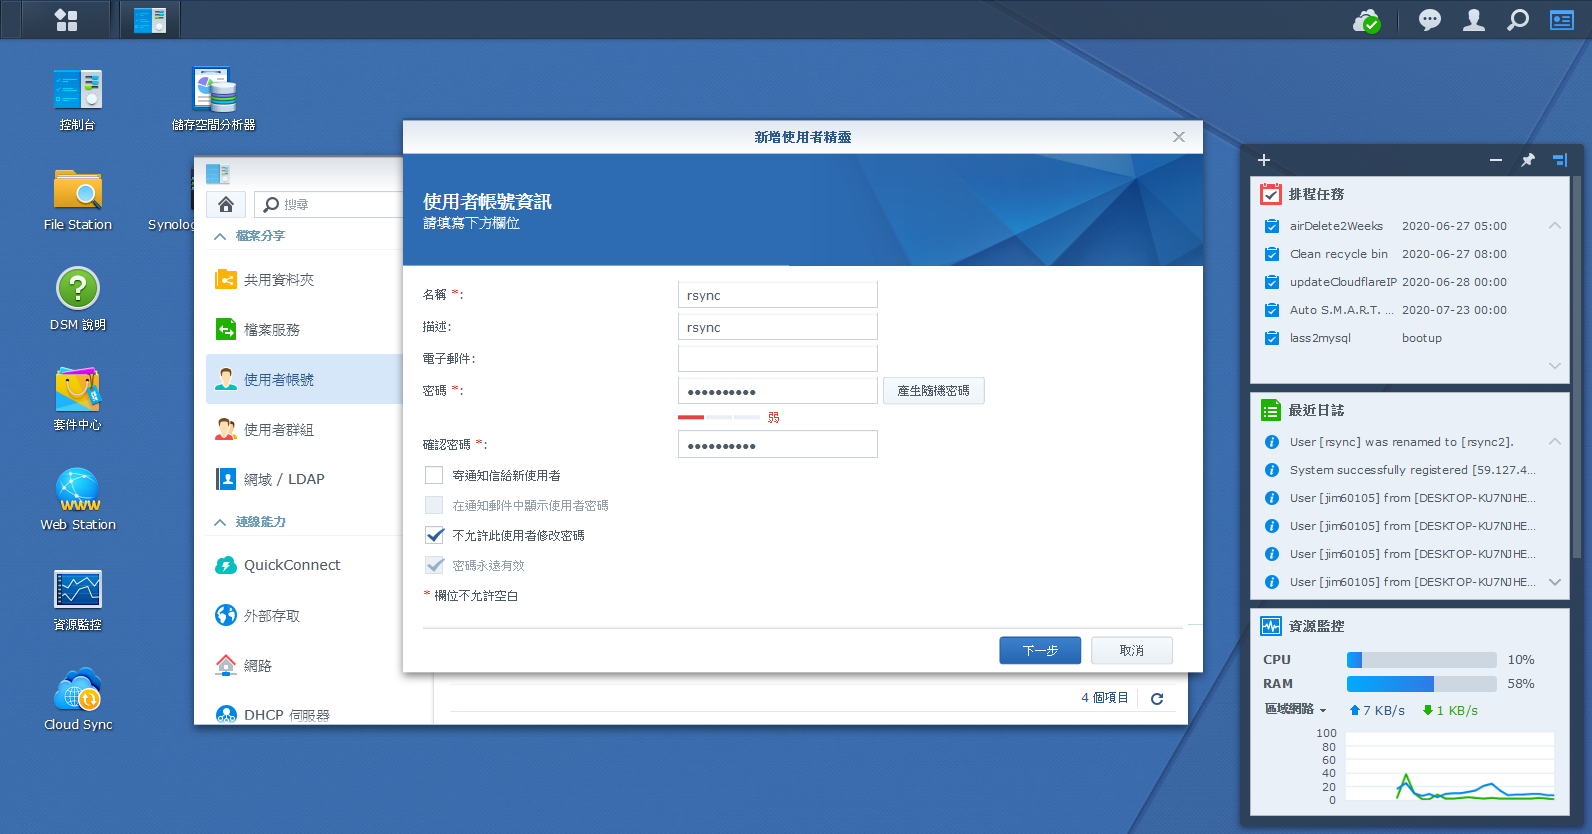 控制台
儲存空間分析器
File Station
Synolog
DSM 說明
套件中心
Web Station
資源監控
Cloud Sync
搜尋
檔案分享
共用資料夾
檔案服務
使用者帳號
使用者群組
網域 / LDAP
連線能力
QuickConnect
外部存取
網路
DHCP 伺服器
4 個項目
新增使用者精靈
使用者帳號資訊
請填寫下方欄位
名稱 *: rsync
描述: rsync
電子郵件:
密碼 *: •••••••••• 產生隨機密碼
弱
確認密碼 *: ••••••••••
寄通知信給新使用者
在通知郵件中顯示使用者密碼
不允許此使用者修改密碼
密碼永遠有效
* 欄位不允許空白
下一步 取消
排程任務
airDelete2Weeks 2020-06-27 05:00
Clean recycle bin 2020-06-27 08:00
updateCloudflareIP 2020-06-28 00:00
Auto S.M.A.R.T. ... 2020-07-23 00:00
lass2mysql bootup
最近日誌
User [rsync] was renamed to [rsync2].
System successfully registered [59.127.4...
User [jim60105] from [DESKTOP-KU7NJHE...
User [jim60105] from [DESKTOP-KU7NJHE...
User [jim60105] from [DESKTOP-KU7NJHE...
User [jim60105] from [DESKTOP-KU7NJHE...
資源監控
CPU 10%
RAM 58%
區域網路 7 KB/s 1 KB/s
100
80
60
40
20
0